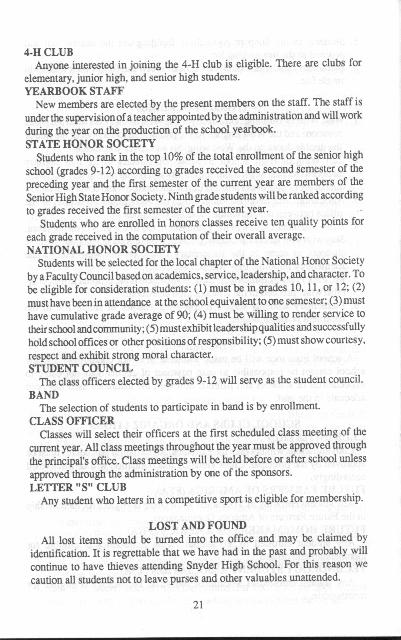 4-H CLUB
Anyone interested in joining the 4-H club is eligible. There are clubs for
elementary, junior high, and senior high students.
YEARBOOK STAFF
New members are elected by the present members on the staff. The staff is
under the supervision of a teacher appointed by the administration and will work
during the year on the production of the school yearbook.
STATE HONOR SOCIETY
Students who rank in the top 10% of the total enrollment of the senior high
school (grades 9-12) according to grades received the second semester of the
preceding year and the first semester of the current year are members of the
Senior High State Honor Society. Ninth grade students will be ranked according
to grades received the first semester of the current year.
Students who are enrolled in honors classes receive ten quality points for
each grade received in the computation of their overall average.
NATIONAL HONOR SOCIETY
Students will be selected for the local chapter of the National Honor Society
by a Faculty Council based on academics, service, leadership, and character. To
be eligible for consideration students: (1) must be in grades 10, 11, or 12; (2)
must have been in attendance at the school equivalent to one semester; (3) must
have cumulative grade average of 90; (4) must be willing to render service to
their school and community; (5) must exhibit leadership qualities and successfully
hold school offices or other positions of responsibility; (5) must show courtesy,
respect and exhibit strong moral character.
STUDENT COUNCIL
The class officers elected by grades 9-12 will serve as the student council.
BAND
The selection of students to participate in band is by enrollment.
CLASS OFFICER
Classes will select their officers at the first scheduled class meeting of the
current year. All class meetings throughout the year must be approved through
the principal's office. Class meetings will be held before or after school unless
approved through the administration by one of the sponsors.
LETTER "S" CLUB
Any student who letters in a competitive sport is eligible for membership.
LOST AND FOUND
All lost items should be turned into the office and may be claimed by
identification. It is regrettable that we have had in the past and probably will
continue to have thieves attending Snyder High School. For this reason we
caution all students not to leave purses and other valuables unattended.
21